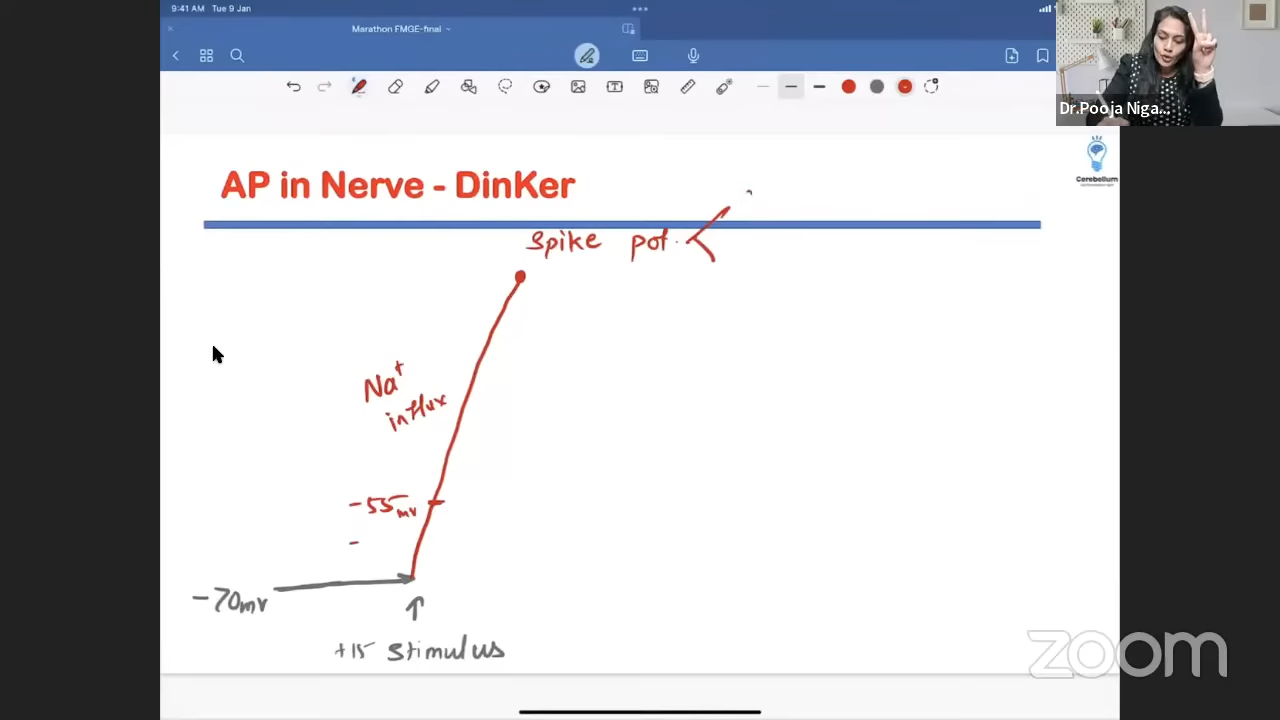 9:41 AM Tue 9 Jan
Marathon FMGE-final
Dr.Pooja Niga...
Cerebellum
AP in Nerve - DinKer
Spike pot.
Na+
influx
-55mv
-
-70mv
+15 stimulus
zoom